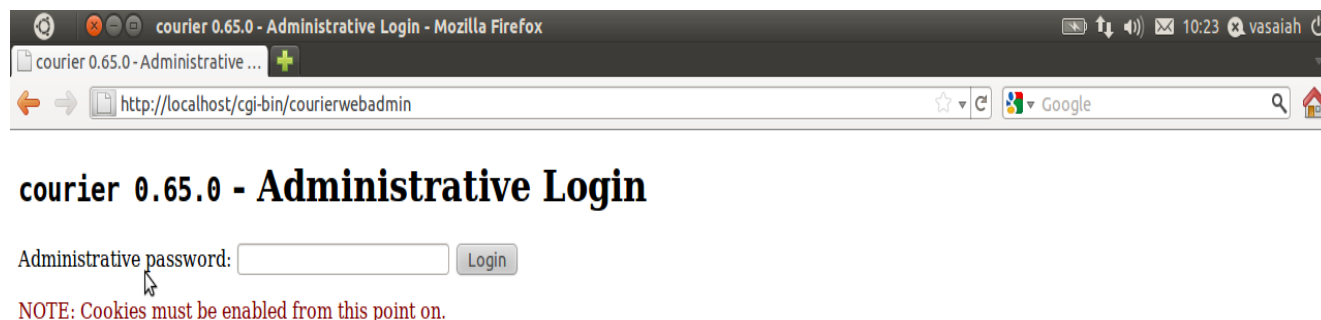 courier 0.65.0 - Administrative Login - Mozilla Firefox 10:23 vasaiah
courier 0.65.0 - Administrative ...
http://localhost/cgi-bin/courierwebadmin Google
courier 0.65.0 - Administrative Login
Administrative password: Login
NOTE: Cookies must be enabled from this point on.